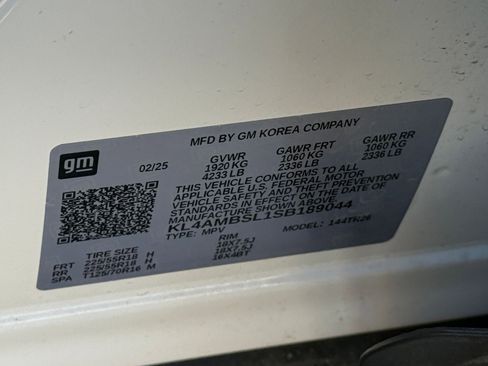 MFD BY GM KOREA COMPANY
gm
02/25 GVWR GAWR FRT GAWR RR
1920 KG 1060 KG 1060 KG
4233 LB 2336 LB 2336 LB
THIS VEHICLE CONFORMS TO ALL
APPLICABLE U.S. FEDERAL MOTOR
VEHICLE SAFETY AND THEFT PREVENTION
STANDARDS IN EFFECT ON THE DATE OF
MANUFACTURE SHOWN ABOVE.
KL4AMBSL1SB189044
TYPE: MPV MODEL: 144TR26
TIRE SIZE RIM
FRT 225/55R18 H 18X7.5J
RR 225/55R18 H 18X7.5J
SPA T125/70R16 M 16X4BT